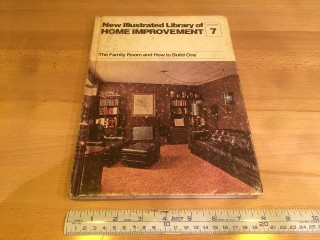 New Illustrated Library of
HOME IMPROVEMENT
7
The Family Room and How to Build One